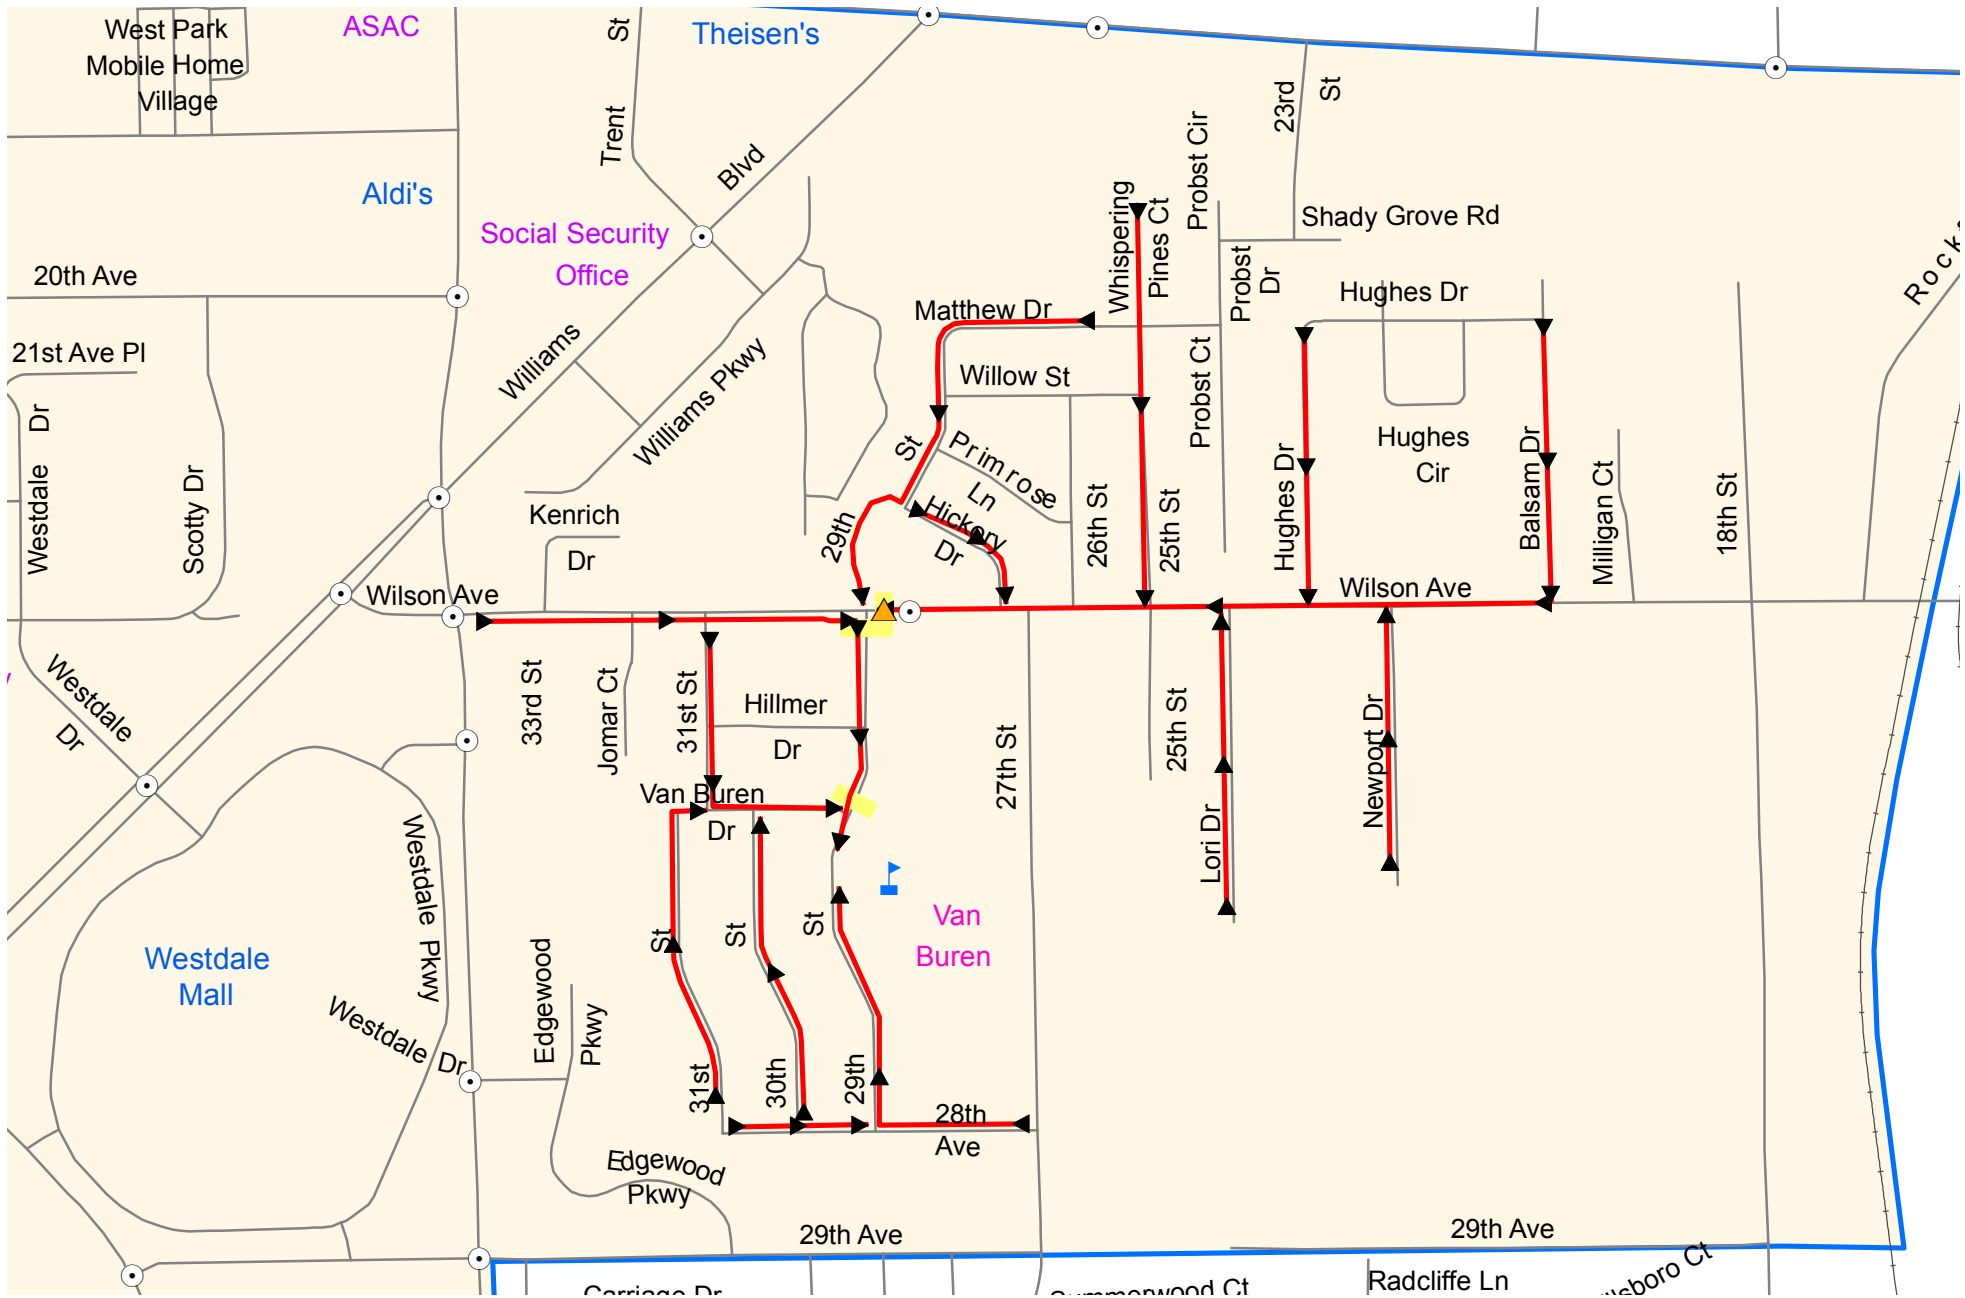 West Park
Mobile Home
Village
ASAC
St
Trent
Theisen's
Blvd
Aldi's
Social Security
Office
20th Ave
21st Ave Pl
Westdale Dr
Scotty Dr
Williams
Williams Pkwy
Kenrich
Dr
Wilson Ave
Matthew Dr
Willow St
Whispering
Pines Ct
Probst Cir
Probst
Dr
Probst Ct
23rd
St
Shady Grove Rd
Hughes Dr
Hughes
Cir
Hughes Dr
Balsam Dr
Milligan Ct
18th St
St
29th
Primrose
Ln
Hickory
Dr
26th St
25th St
Wilson Ave
Westdale
Dr
33rd St
Jomar Ct
31st St
Hillmer
Dr
Van Buren
Dr
27th St
25th St
Lori Dr
Newport Dr
Westdale Pkwy
Westdale
Mall
Westdale Dr
Edgewood
Pkwy
St
31st
St
30th
St
29th
Van
Buren
28th
Ave
Edgewood
Pkwy
29th Ave
29th Ave
Carriage Dr
Summerwood Ct
Radcliffe Ln